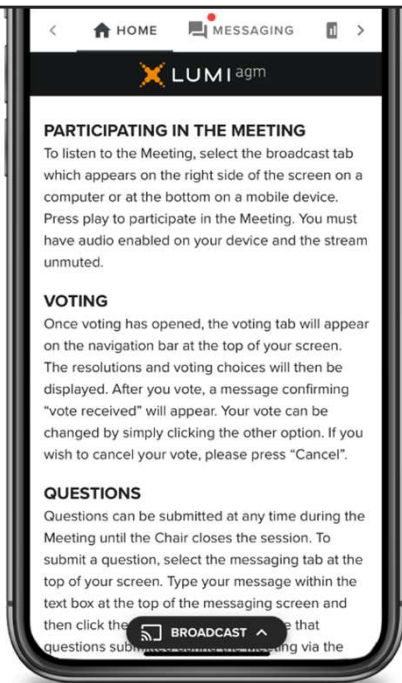 HOME MESSAGING
LUMI agm
PARTICIPATING IN THE MEETING
To listen to the Meeting, select the broadcast tab
which appears on the right side of the screen on a
computer or at the bottom on a mobile device.
Press play to participate in the Meeting. You must
have audio enabled on your device and the stream
unmuted.
VOTING
Once voting has opened, the voting tab will appear
on the navigation bar at the top of your screen.
The resolutions and voting choices will then be
displayed. After you vote, a message confirming
“vote received” will appear. Your vote can be
changed by simply clicking the other option. If you
wish to cancel your vote, please press “Cancel”.
QUESTIONS
Questions can be submitted at any time during the
Meeting until the Chair closes the session. To
submit a question, select the messaging tab at the
top of your screen. Type your message within the
text box at the top of the messaging screen and
then click the that
BROADCAST
questions via the